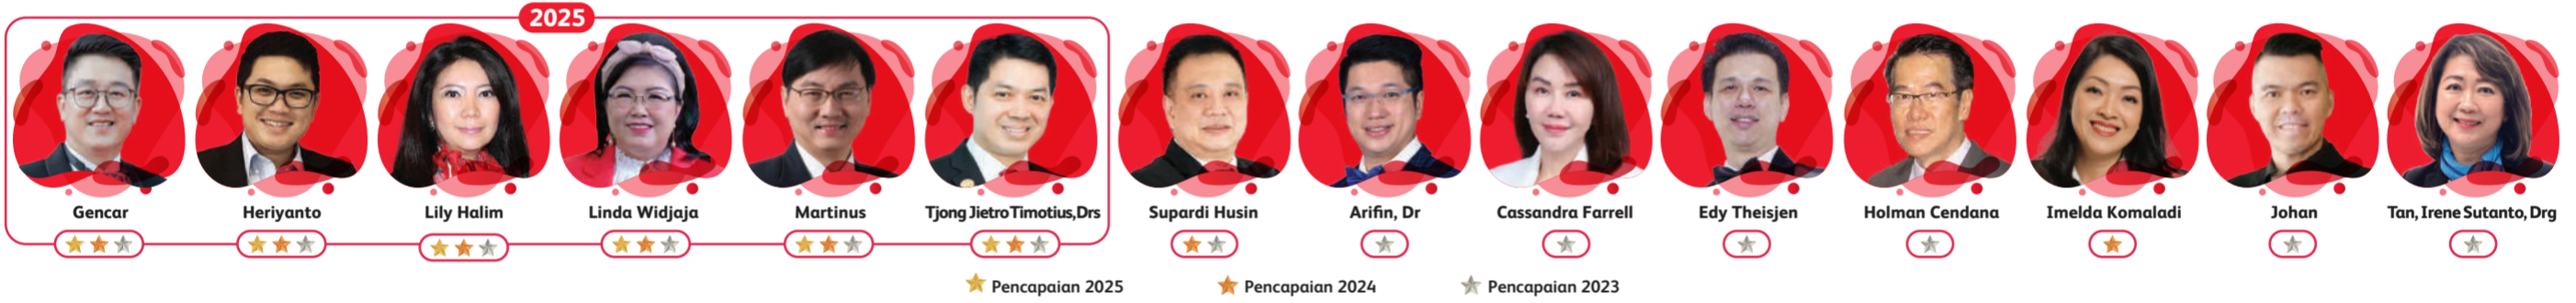 2025
Gencar
Heriyanto
Lily Halim
Linda Widjaja
Martinus
Tjong Jietro Timotius,Drs
Supardi Husin
Arifin, Dr
Cassandra Farrell
Edy Theisjen
Holman Cendana
Imelda Komaladi
Johan
Tan, Irene Sutanto, Drg
Pencapaian 2025
Pencapaian 2024
Pencapaian 2023